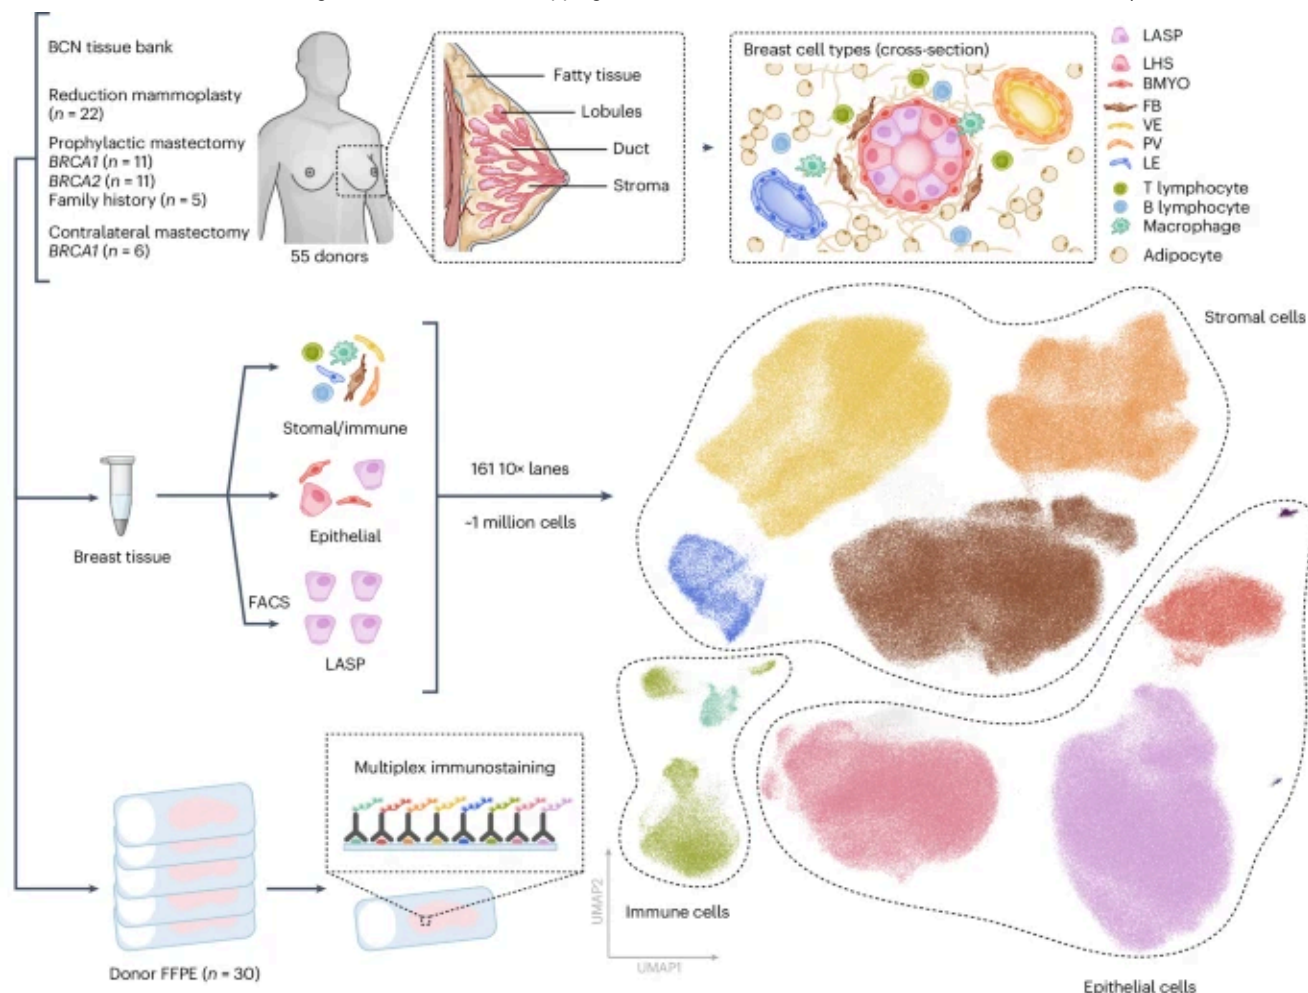 BCN tissue bank
Reduction mammoplasty
(n = 22)
Prophylactic mastectomy
BRCA1 (n = 11)
BRCA2 (n = 11)
Family history (n = 5)
Contralateral mastectomy
BRCA1 (n = 6)
55 donors
Fatty tissue
Lobules
Duct
Stroma
Breast cell types (cross-section)
LASP
LHS
BMYO
FB
VE
PV
LE
T lymphocyte
B lymphocyte
Macrophage
Adipocyte
Breast tissue
Stomal/immune
Epithelial
FACS
LASP
161 10× lanes
~1 million cells
Stromal cells
Immune cells
Epithelial cells
UMAP2
UMAP1
Donor FFPE (n = 30)
Multiplex immunostaining